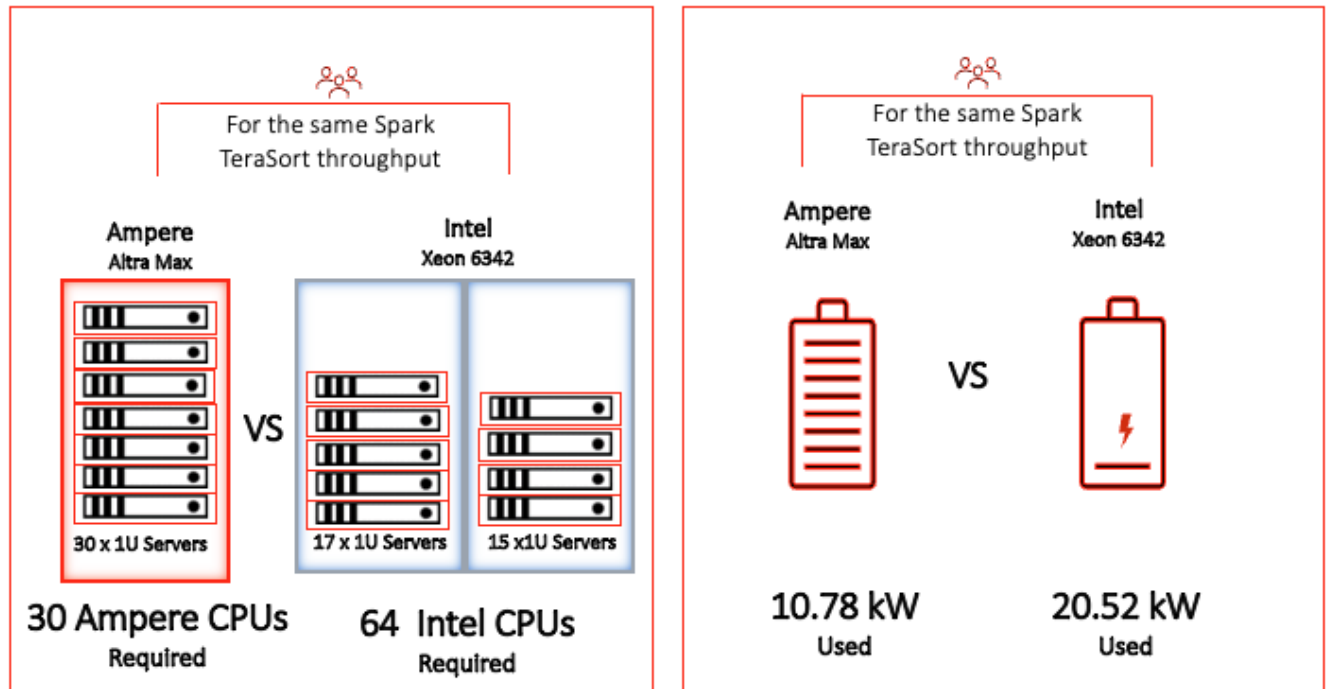 For the same Spark
TeraSort throughput
Ampere
Altra Max
Intel
Xeon 6342
VS
30 x 1U Servers
17 x 1U Servers
15 x1U Servers
30 Ampere CPUs
Required
64 Intel CPUs
Required
For the same Spark
TeraSort throughput
Ampere
Altra Max
Intel
Xeon 6342
VS
10.78 kW
Used
20.52 kW
Used